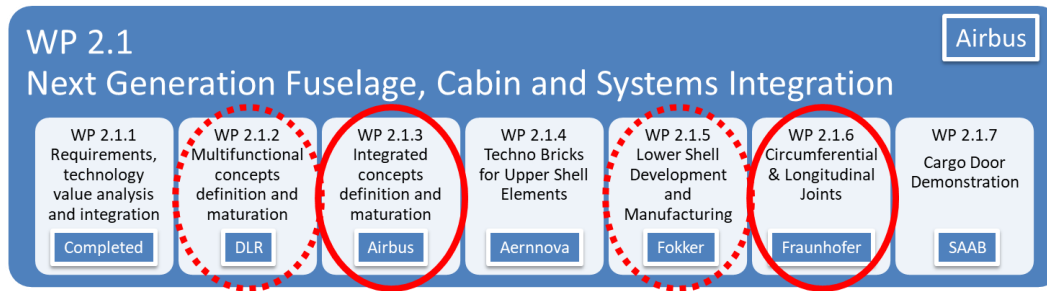 WP 2.1
Airbus
Next Generation Fuselage, Cabin and Systems Integration
WP 2.1.1
Requirements,
technology
value analysis
and integration
Completed
WP 2.1.2
Multifunctional
concepts
definition and
maturation
DLR
WP 2.1.3
Integrated
concepts
definition and
maturation
Airbus
WP 2.1.4
Techno Bricks
for Upper Shell
Elements
Aernnova
WP 2.1.5
Lower Shell
Development
and
Manufacturing
Fokker
WP 2.1.6
Circumferential
& Longitudinal
Joints
Fraunhofer
WP 2.1.7
Cargo Door
Demonstration
SAAB